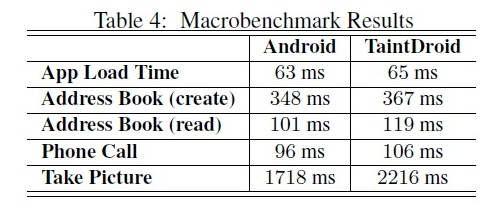 Table 4: Macrobenchmark Results
Android TaintDroid
App Load Time 63 ms 65 ms
Address Book (create) 348 ms 367 ms
Address Book (read) 101 ms 119 ms
Phone Call 96 ms 106 ms
Take Picture 1718 ms 2216 ms